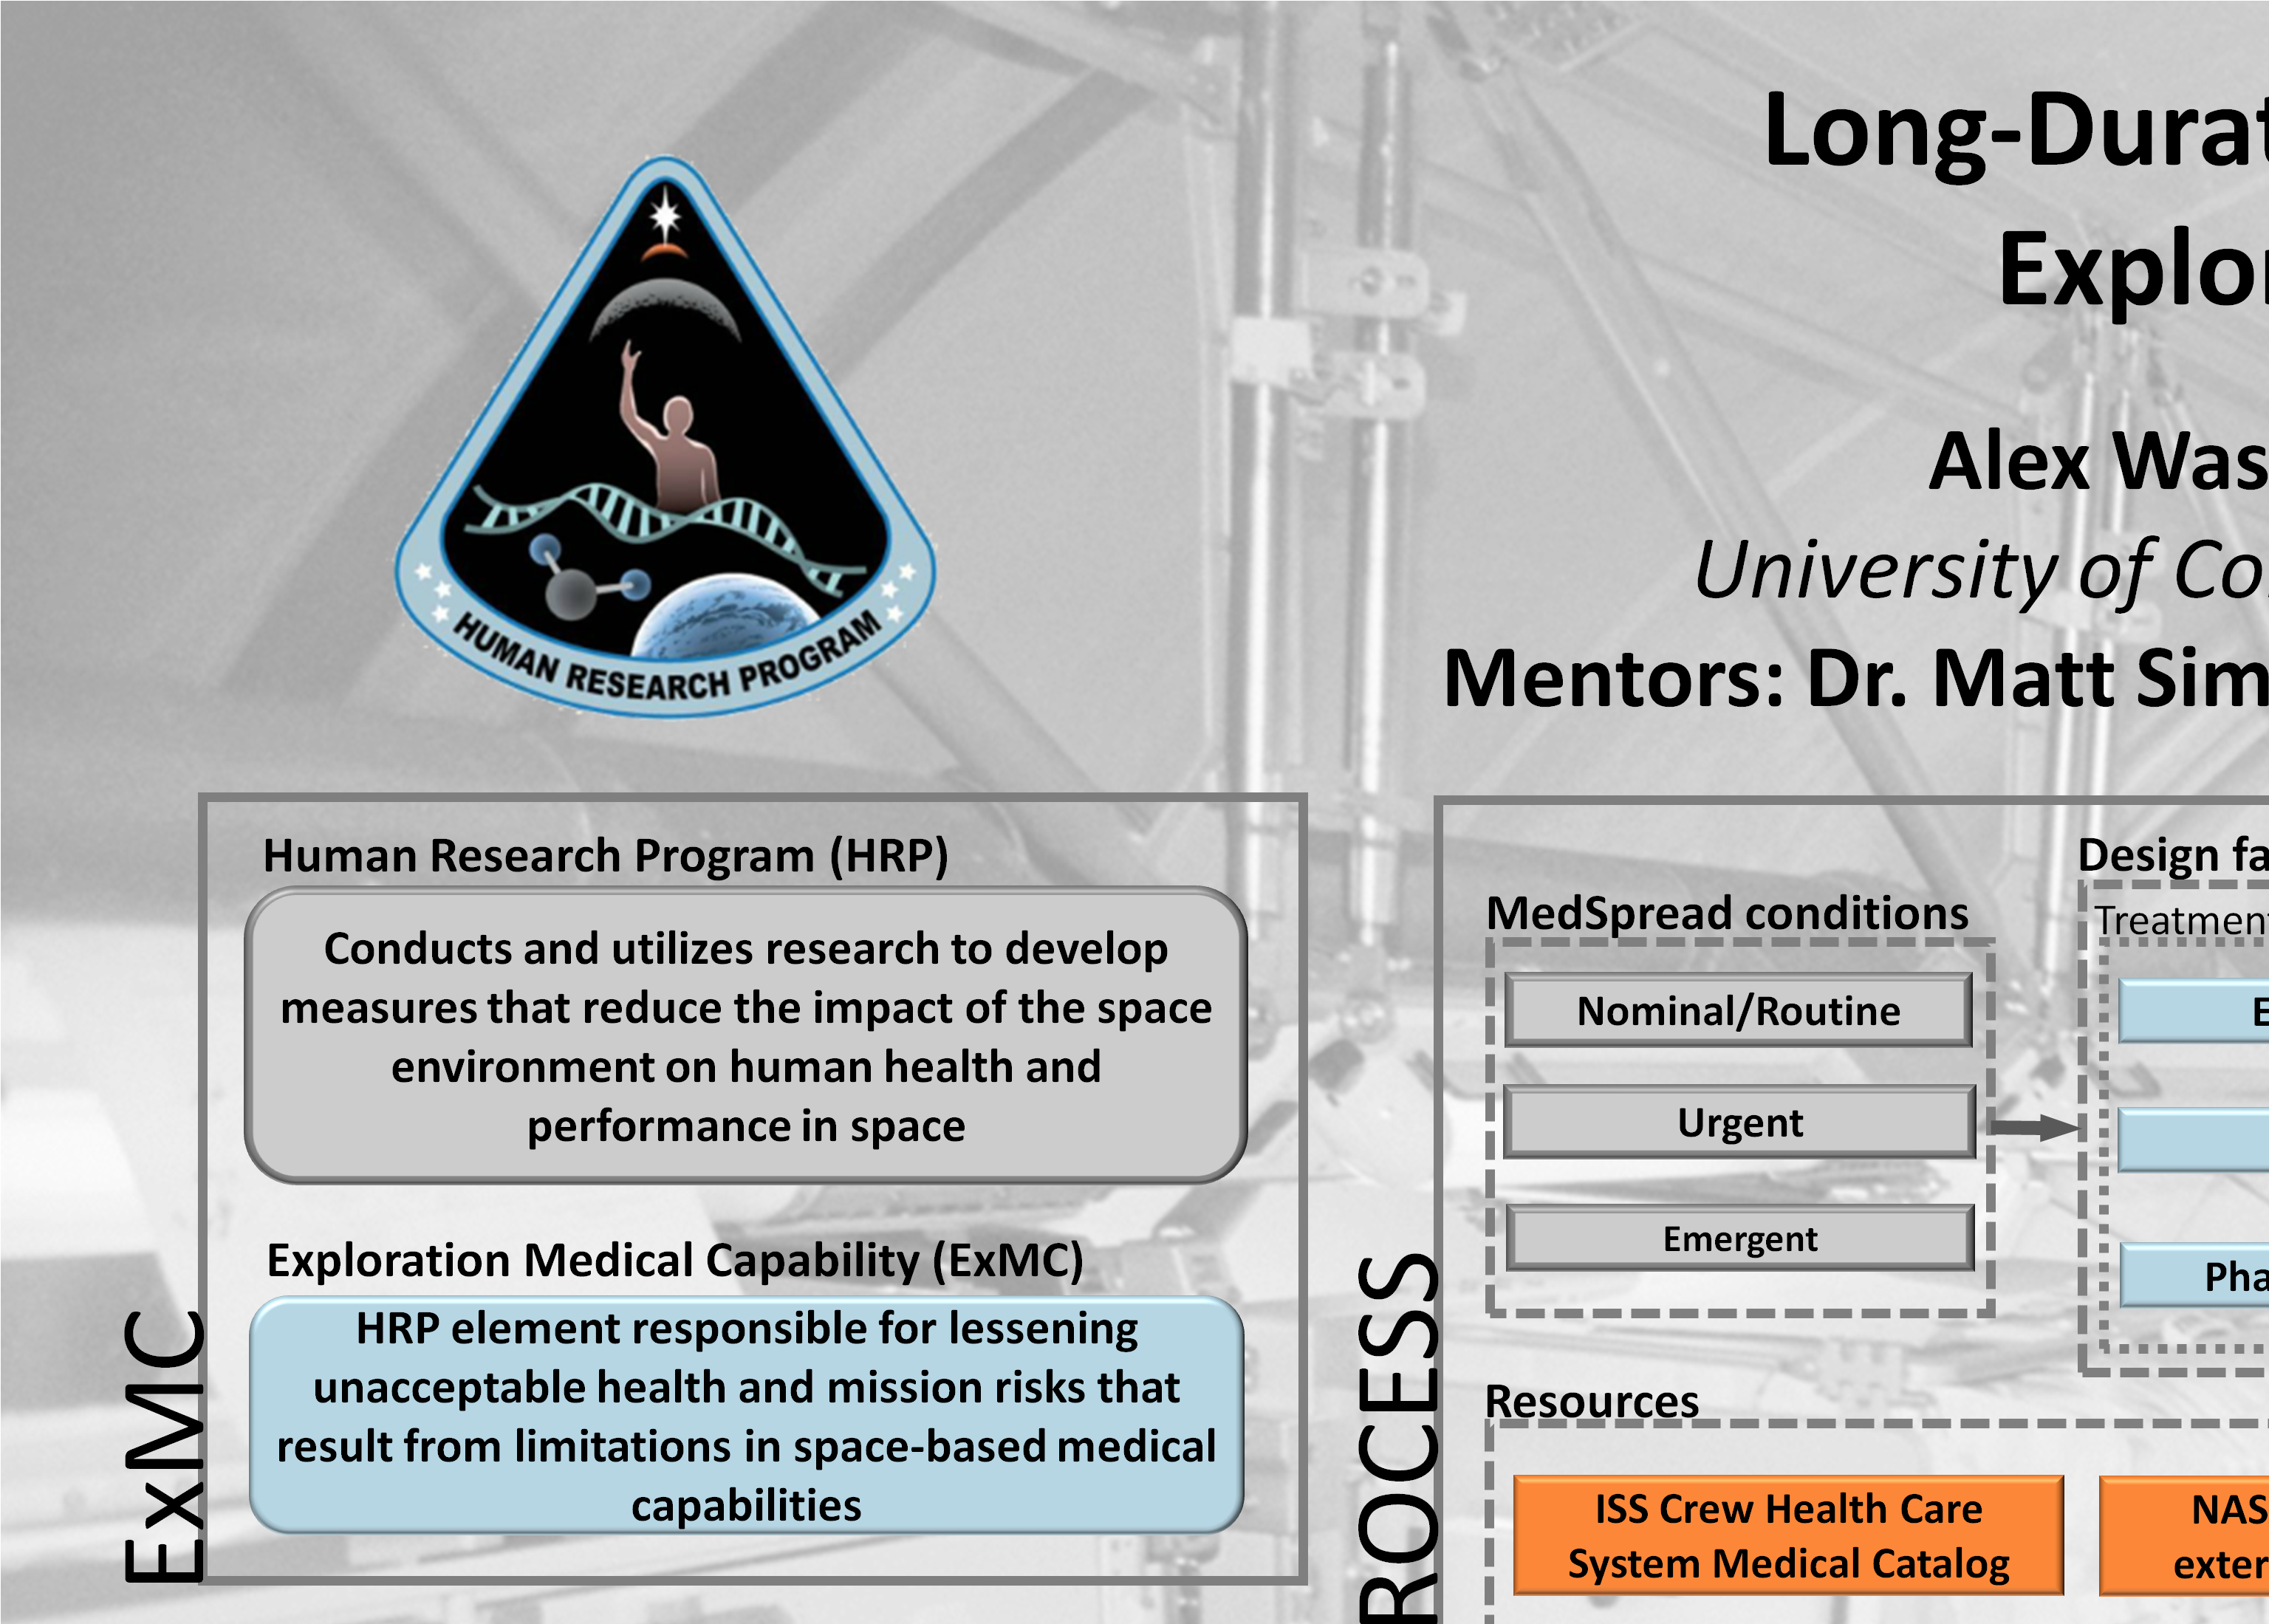 Long-Durat
Explor
Alex Was
University of Co
Mentors: Dr. Matt Sim
HUMAN RESEARCH PROGRAM
ExMC
Human Research Program (HRP)
Conducts and utilizes research to develop
measures that reduce the impact of the space
environment on human health and
performance in space
Exploration Medical Capability (ExMC)
HRP element responsible for lessening
unacceptable health and mission risks that
result from limitations in space-based medical
capabilities
ROCESS
MedSpread conditions
Nominal/Routine
Urgent
Emergent
Design fa
Treatment
E
Pha
Resources
ISS Crew Health Care
System Medical Catalog
NAS
exter